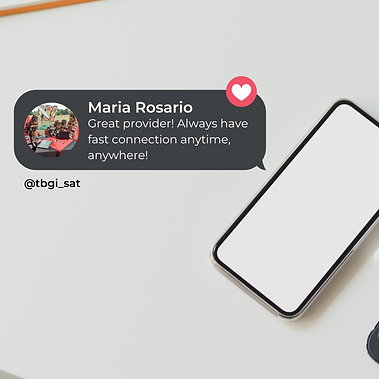 Maria Rosario
Great provider! Always have
fast connection anytime,
anywhere!
@tbgi_sat